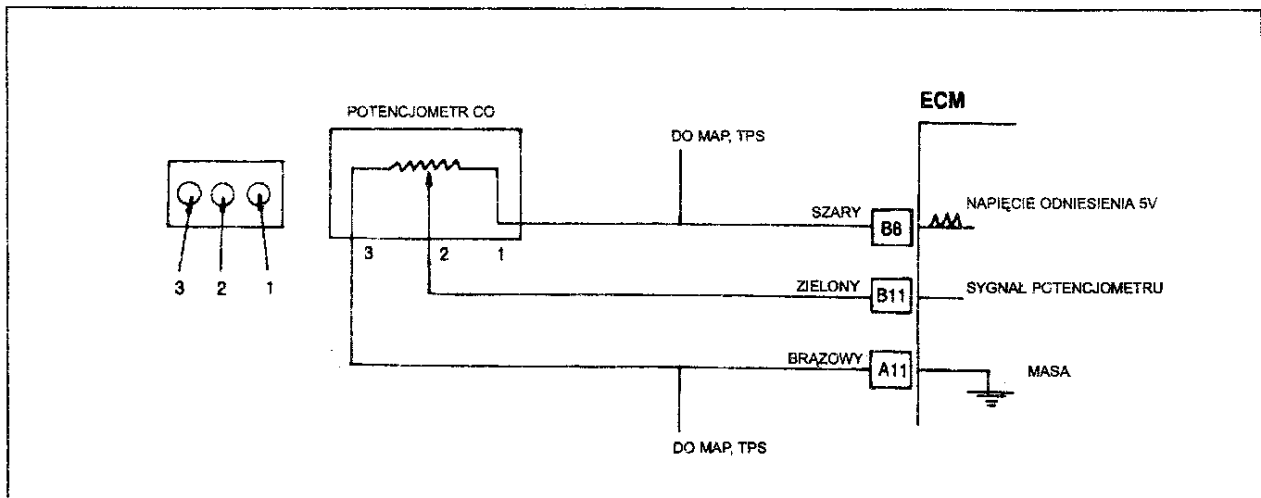 ECM
POTENCJOMETR CO
DO MAP, TPS
SZARY
B6
NAPIĘCIE ODNIESIENIA 5V
3 2 1
3 2 1
ZIELONY
B11
SYGNAŁ POTENCJOMETRU
BRĄZOWY
A11
MASA
DO MAP, TPS